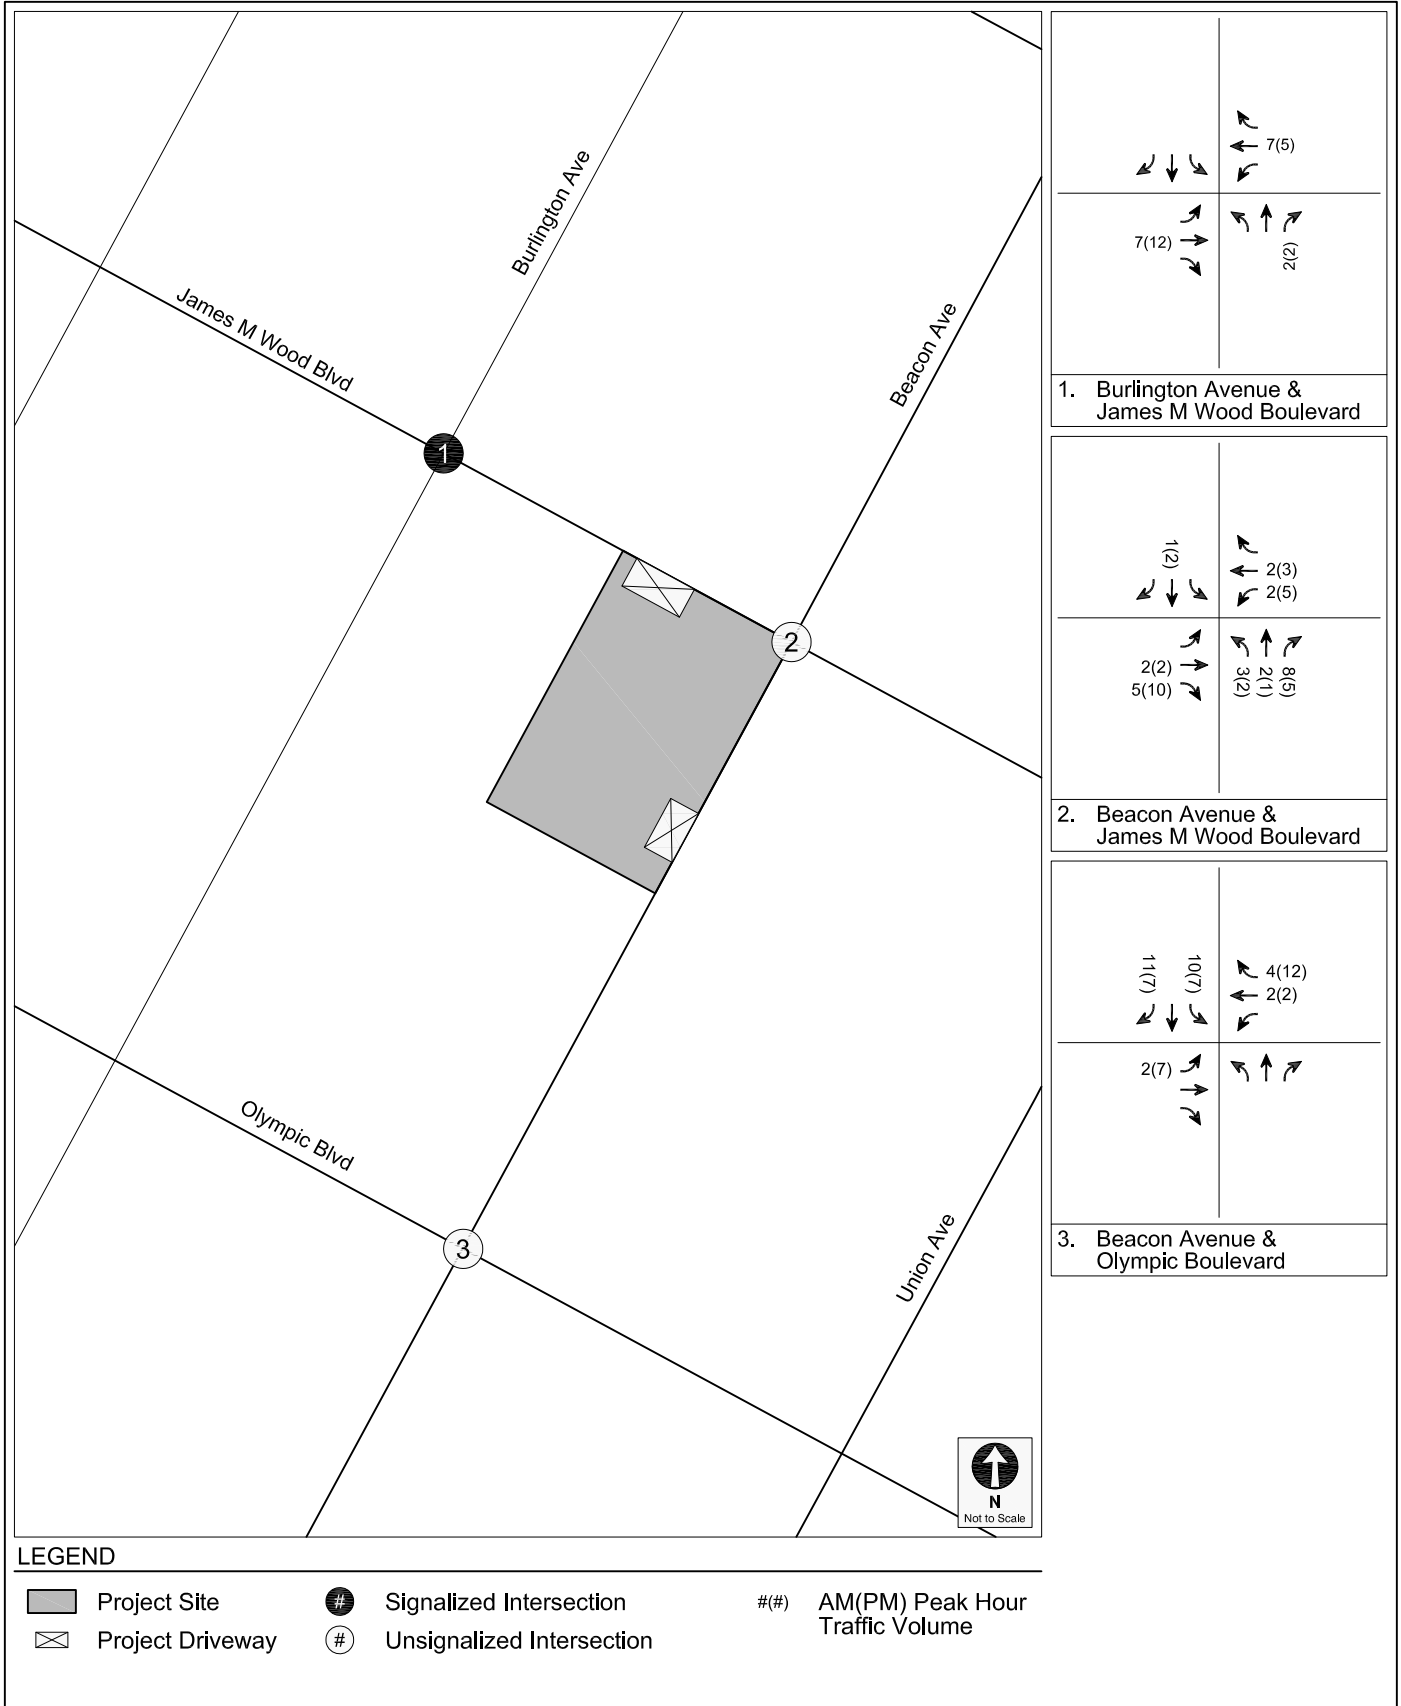 Burlington Ave
James M Wood Blvd
Beacon Ave
1
2
Olympic Blvd
3
Union Ave
N
Not to Scale
7(5)
7(12)
2(2)
1. Burlington Avenue &
James M Wood Boulevard
1(2)
2(3)
2(5)
2(2)
5(10)
3(2)
2(1)
8(5)
2. Beacon Avenue &
James M Wood Boulevard
11(7)
10(7)
4(12)
2(2)
2(7)
3. Beacon Avenue &
Olympic Boulevard
LEGEND
Project Site
# Signalized Intersection
#(#) AM(PM) Peak Hour
Traffic Volume
Project Driveway
# Unsignalized Intersection